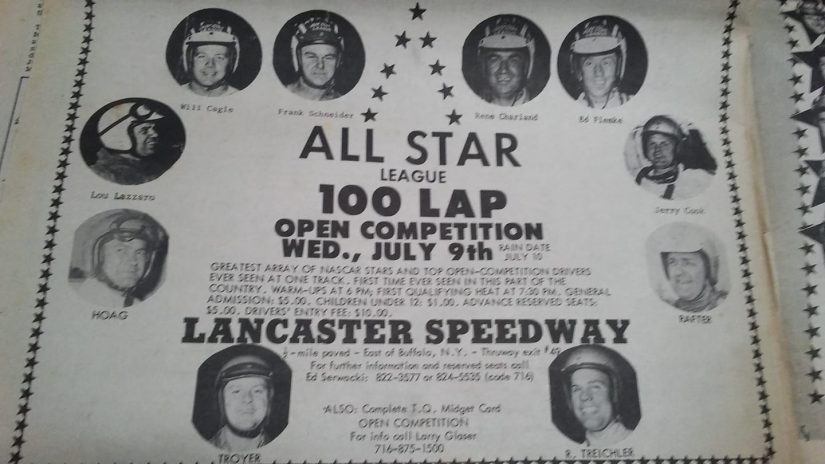 Will Cagle
Frank Schneider
Rene Charland
Ed Flemke
Lou Lazzaro
Jerry Cook
ALL STAR
LEAGUE
100 LAP
OPEN COMPETITION
WED., JULY 9th RAIN DATE JULY 10
GREATEST ARRAY OF NASCAR STARS AND TOP OPEN-COMPETITION DRIVERS
EVER SEEN AT ONE TRACK. FIRST TIME EVER SEEN IN THIS PART OF THE
COUNTRY. WARM-UPS AT 6 PM; FIRST QUALIFYING HEAT AT 7:30 PM. GENERAL
ADMISSION: $5.00. CHILDREN UNDER 12: $1.00. ADVANCE RESERVED SEATS:
$5.00. DRIVERS' ENTRY FEE: $10.00.
HOAG
RAFTER
LANCASTER SPEEDWAY
-mile paved - East of Buffalo, N.Y. - Thruway exit #49
For further information and reserved seats call
Ed Serwacki: 822-3577 or 824-5535 (code 716)
ALSO: Complete T.Q. Midget Card
OPEN COMPETITION
For info call Larry Glaser
716-875-1500
TROYER
R. TREICHLER